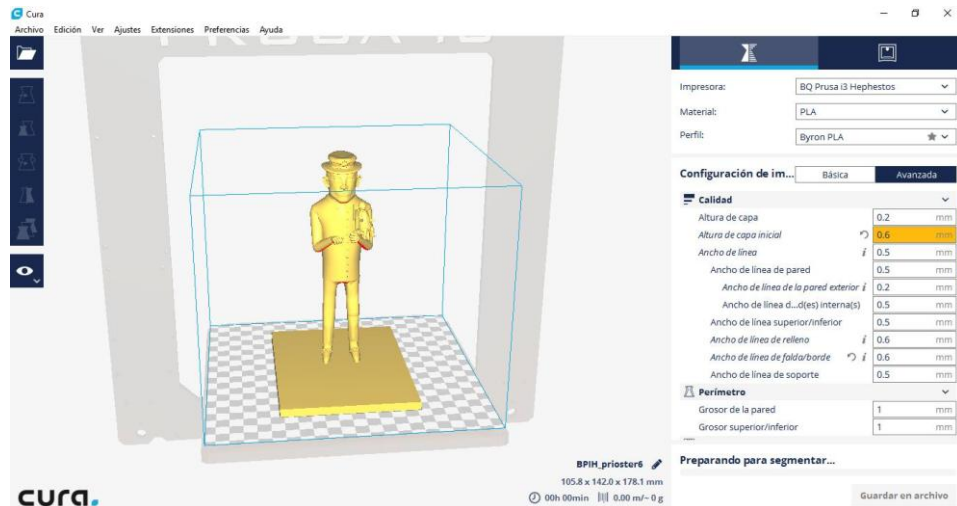 Cura
Archivo Edición Ver Ajustes Extensiones Preferencias Ayuda
Impresora: BQ Prusa i3 Hephestos
Material: PLA
Perfil: Byron PLA
Configuración de im... Básica Avanzada
Calidad
Altura de capa 0.2 mm
Altura de capa inicial 0.6 mm
Ancho de línea i 0.5 mm
Ancho de línea de pared 0.5 mm
Ancho de línea de la pared exterior i 0.2 mm
Ancho de línea d...d(es) interna(s) 0.5 mm
Ancho de línea superior/inferior 0.5 mm
Ancho de línea de relleno i 0.6 mm
Ancho de línea de falda/borde i 0.6 mm
Ancho de línea de soporte 0.5 mm
Perímetro
Grosor de la pared 1 mm
Grosor superior/inferior 1 mm
BPIH_prioster6
105.8 x 142.0 x 178.1 mm
00h 00min 0.00 m/~ 0 g
Preparando para segmentar...
Guardar en archivo
cura.